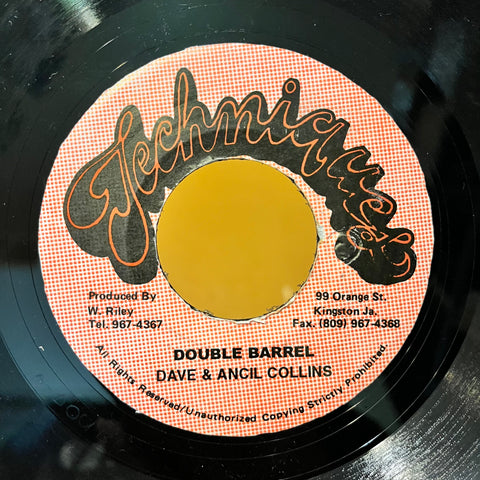 Techniques
Produced By
W. Riley
Tel. 967-4367
99 Orange St.
Kingston Ja.
Fax. (809) 967-4368
DOUBLE BARREL
DAVE & ANCIL COLLINS
All Rights Reserved/Unauthorized Copying Strictly Prohibited.